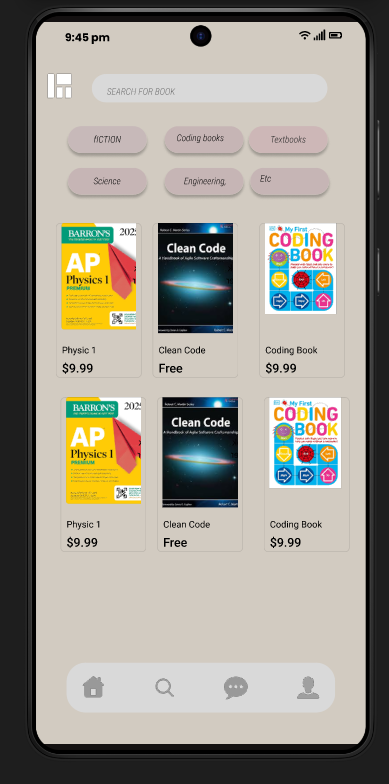 9:45 pm
SEARCH FOR BOOK
fICTION
Coding books
Textbooks
Science
Engineering,
Etc
BARRON'S
202
AP
Physics 1
PREMIUM
Clean Code
A Handbook of Agile Software Craftsmanship
My First
CODING
BOOK
Physic 1
$9.99
Clean Code
Free
Coding Book
$9.99
BARRON'S
202
AP
Physics 1
PREMIUM
Clean Code
A Handbook of Agile Software Craftsmanship
My First
CODING
BOOK
Physic 1
$9.99
Clean Code
Free
Coding Book
$9.99